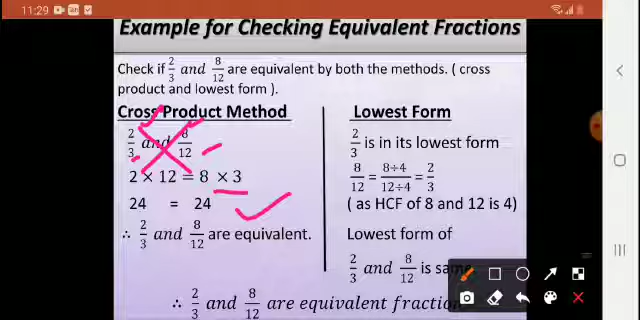 11:29
Example for Checking Equivalent Fractions
Check if 2/3 and 8/12 are equivalent by both the methods. ( cross
product and lowest form ).
Cross Product Method
2/3 and 8/12
2 × 12 = 8 × 3
24 = 24
∴ 2/3 and 8/12 are equivalent.
Lowest Form
2/3 is in its lowest form
8/12 = 8÷4/12÷4 = 2/3
( as HCF of 8 and 12 is 4)
Lowest form of
2/3 and 8/12 is same
∴ 2/3 and 8/12 are equivalent fraction